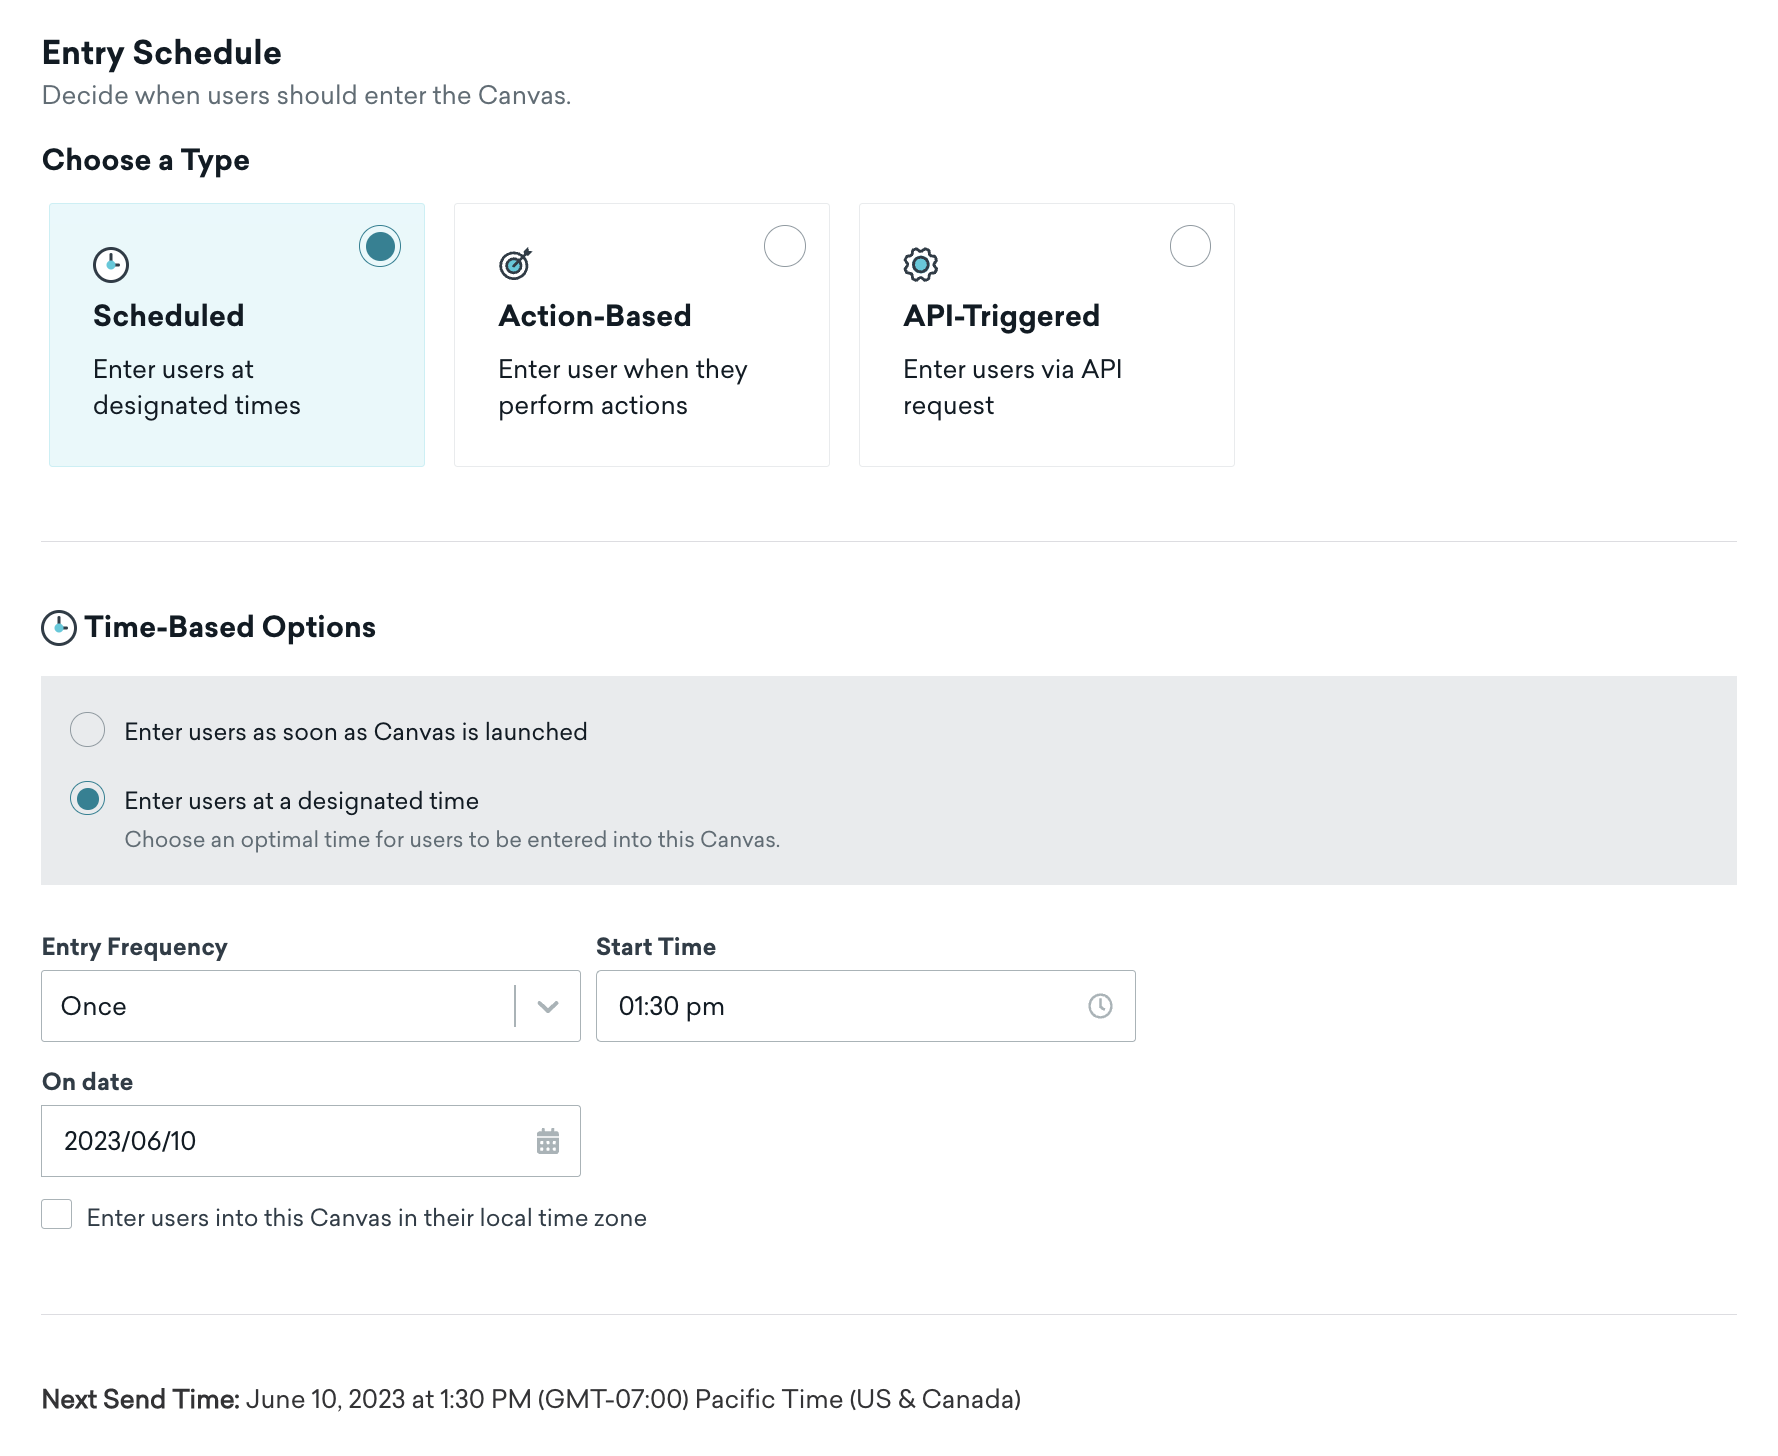 Entry Schedule
Decide when users should enter the Canvas.
Choose a Type
Scheduled
Enter users at
designated times
Action-Based
Enter user when they
perform actions
API-Triggered
Enter users via API
request
Time-Based Options
Enter users as soon as Canvas is launched
Enter users at a designated time
Choose an optimal time for users to be entered into this Canvas.
Entry Frequency
Once
Start Time
01:30 pm
On date
2023/06/10
Enter users into this Canvas in their local time zone
Next Send Time: June 10, 2023 at 1:30 PM (GMT-07:00) Pacific Time (US & Canada)